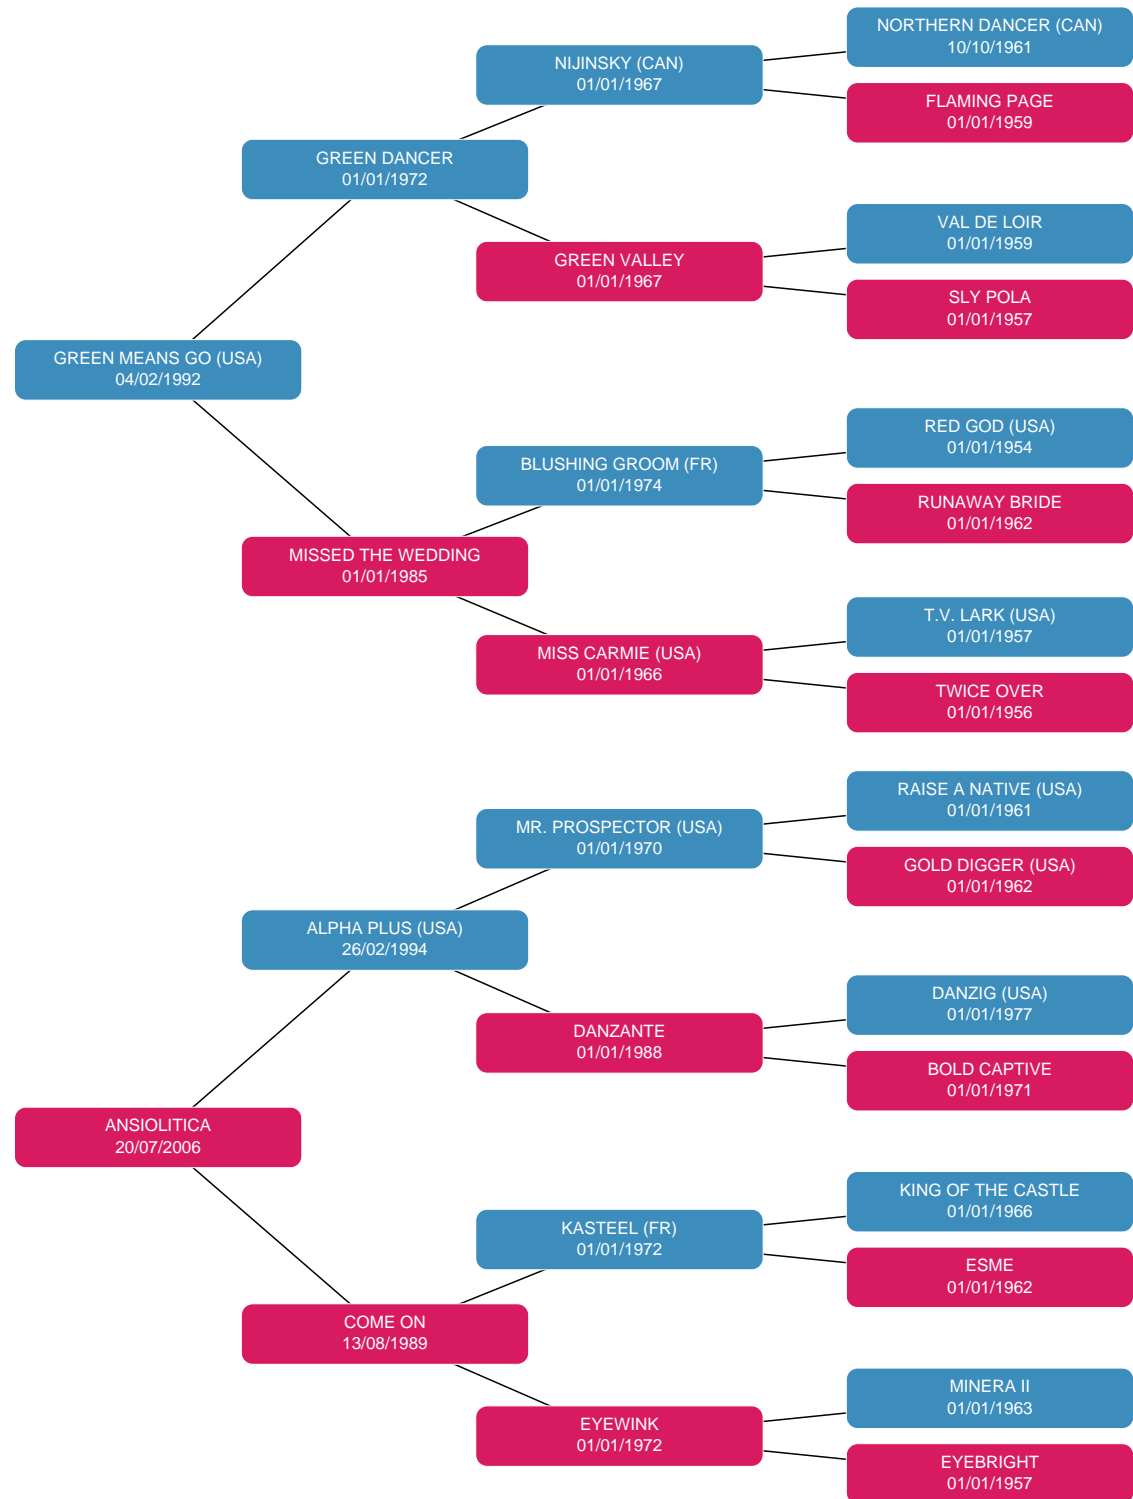 NORTHERN DANCER (CAN)
10/10/1961
NIJINSKY (CAN)
01/01/1967
FLAMING PAGE
01/01/1959
GREEN DANCER
01/01/1972
VAL DE LOIR
01/01/1959
GREEN VALLEY
01/01/1967
SLY POLA
01/01/1957
GREEN MEANS GO (USA)
04/02/1992
RED GOD (USA)
01/01/1954
BLUSHING GROOM (FR)
01/01/1974
RUNAWAY BRIDE
01/01/1962
MISSED THE WEDDING
01/01/1985
T.V. LARK (USA)
01/01/1957
MISS CARMIE (USA)
01/01/1966
TWICE OVER
01/01/1956
RAISE A NATIVE (USA)
01/01/1961
MR. PROSPECTOR (USA)
01/01/1970
GOLD DIGGER (USA)
01/01/1962
ALPHA PLUS (USA)
26/02/1994
DANZIG (USA)
01/01/1977
DANZANTE
01/01/1988
BOLD CAPTIVE
01/01/1971
ANSIOLITICA
20/07/2006
KING OF THE CASTLE
01/01/1966
KASTEEL (FR)
01/01/1972
ESME
01/01/1962
COME ON
13/08/1989
MINERA II
01/01/1963
EYEWINK
01/01/1972
EYEBRIGHT
01/01/1957